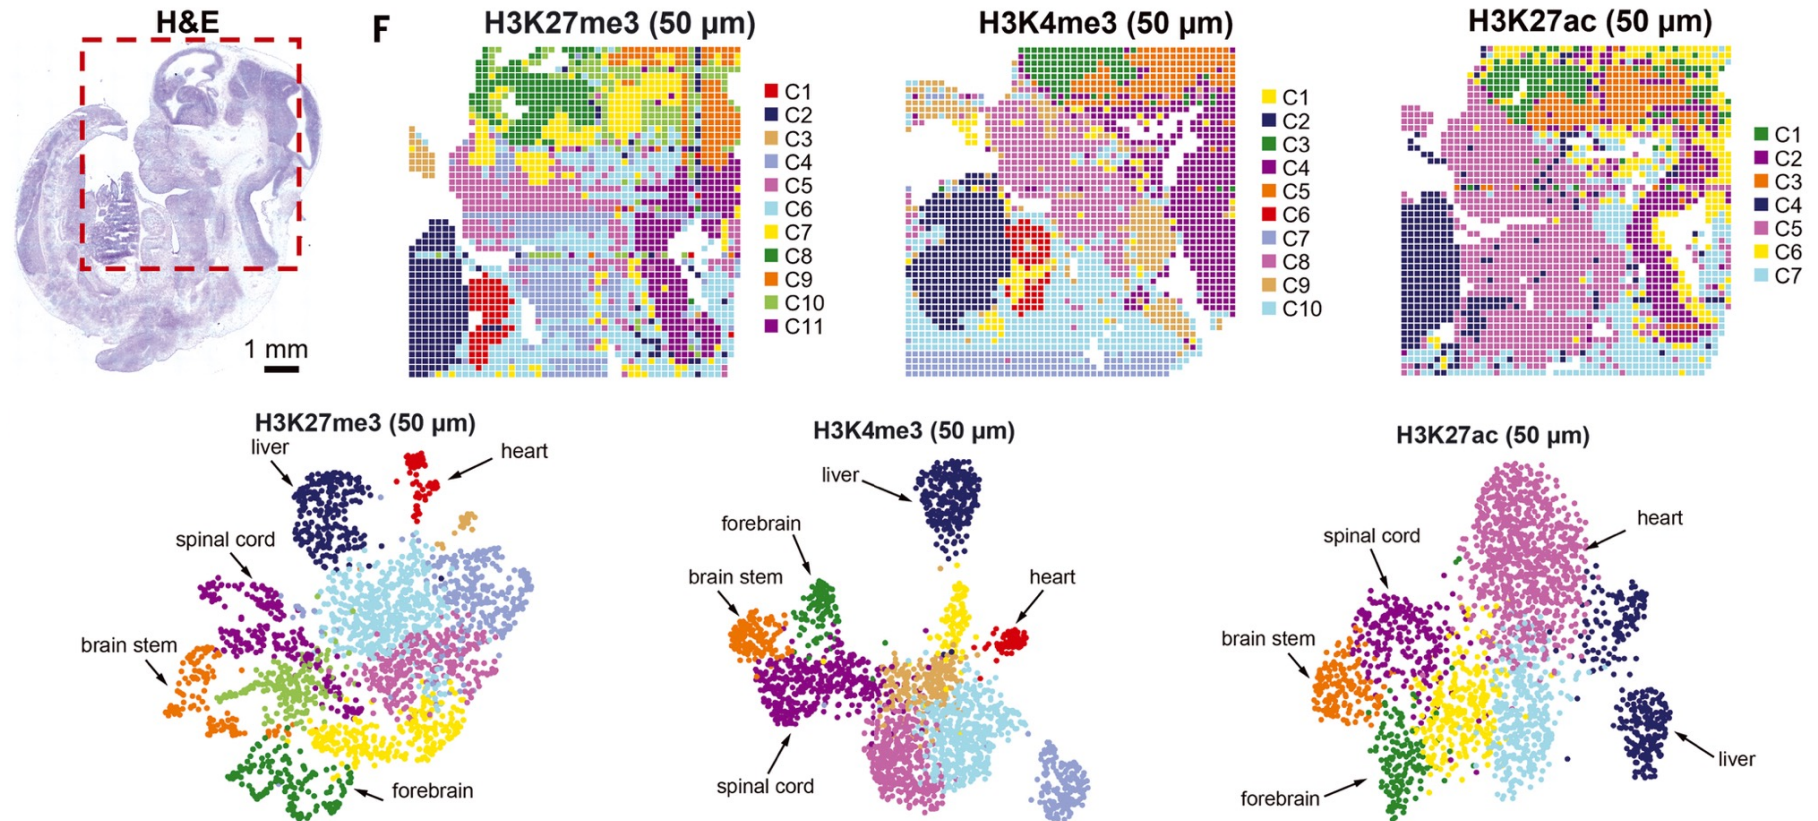 H&E
1 mm
F
H3K27me3 (50 μm)
C1
C2
C3
C4
C5
C6
C7
C8
C9
C10
C11
H3K4me3 (50 μm)
C1
C2
C3
C4
C5
C6
C7
C8
C9
C10
H3K27ac (50 μm)
C1
C2
C3
C4
C5
C6
C7
H3K27me3 (50 μm)
liver
heart
spinal cord
brain stem
forebrain
H3K4me3 (50 μm)
liver
forebrain
brain stem
heart
spinal cord
H3K27ac (50 μm)
heart
spinal cord
brain stem
liver
forebrain